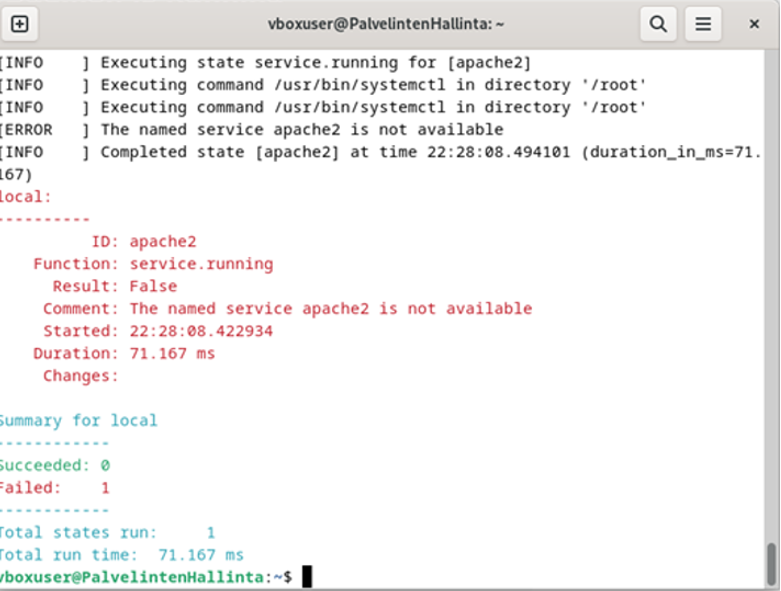 vboxuser@PalvelintenHallinta: ~
[INFO    ] Executing state service.running for [apache2]
[INFO    ] Executing command /usr/bin/systemctl in directory '/root'
[INFO    ] Executing command /usr/bin/systemctl in directory '/root'
[ERROR   ] The named service apache2 is not available
[INFO    ] Completed state [apache2] at time 22:28:08.494101 (duration_in_ms=71.
167)
local:
----------
          ID: apache2
    Function: service.running
      Result: False
     Comment: The named service apache2 is not available
     Started: 22:28:08.422934
    Duration: 71.167 ms
     Changes:
Summary for local
------------
Succeeded: 0
Failed:    1
------------
Total states run:     1
Total run time:  71.167 ms
vboxuser@PalvelintenHallinta:~$